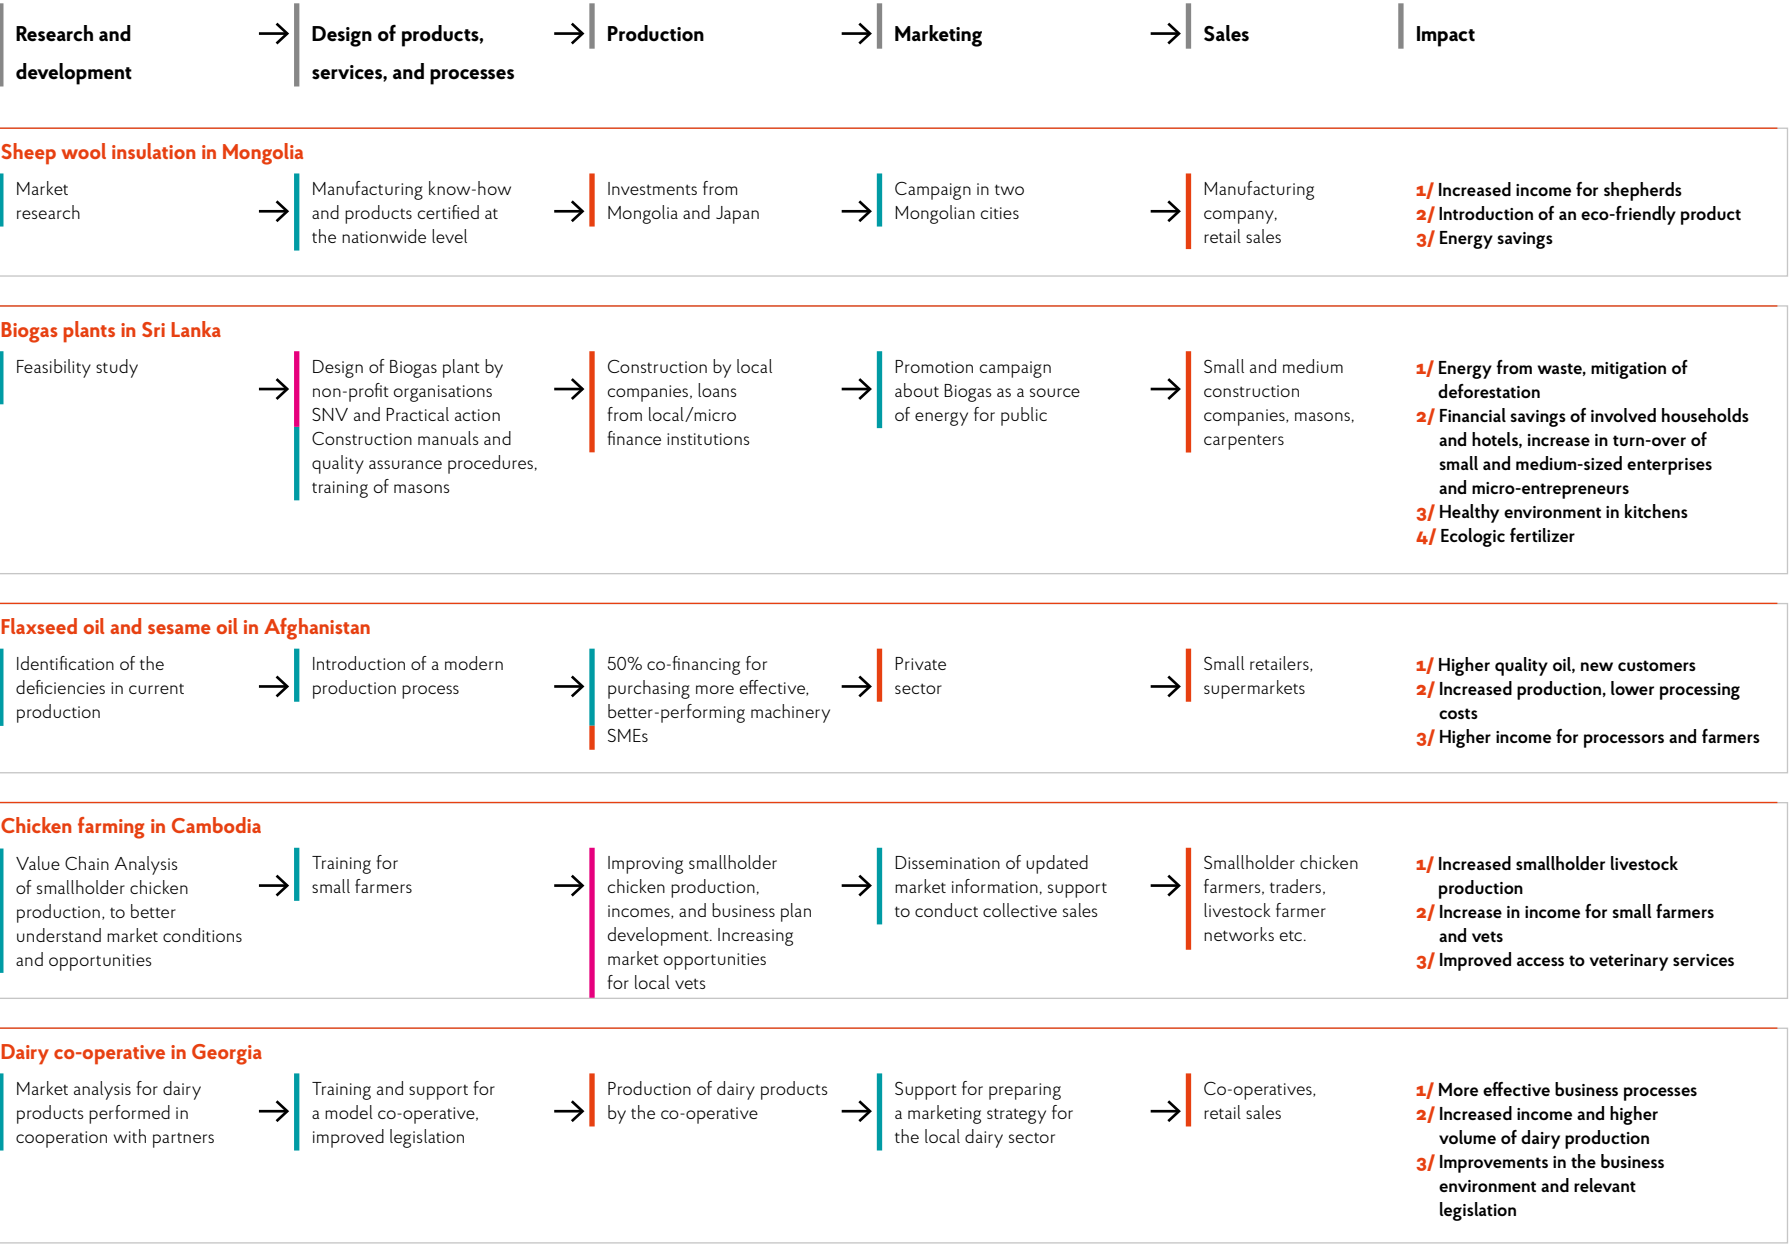 Research and
development
Design of products,
services, and processes
Production
Marketing
Sales
Impact
Sheep wool insulation in Mongolia
Market
research
Manufacturing know-how
and products certified at
the nationwide level
Investments from
Mongolia and Japan
Campaign in two
Mongolian cities
Manufacturing
company,
retail sales
1/ Increased income for shepherds
2/ Introduction of an eco-friendly product
3/ Energy savings
Biogas plants in Sri Lanka
Feasibility study
Design of Biogas plant by
non-profit organisations
SNV and Practical action
Construction manuals and
quality assurance procedures,
training of masons
Construction by local
companies, loans
from local/micro
finance institutions
Promotion campaign
about Biogas as a source
of energy for public
Small and medium
construction
companies, masons,
carpenters
1/ Energy from waste, mitigation of
deforestation
2/ Financial savings of involved households
and hotels, increase in turn-over of
small and medium-sized enterprises
and micro-entrepreneurs
3/ Healthy environment in kitchens
4/ Ecologic fertilizer
Flaxseed oil and sesame oil in Afghanistan
Identification of the
deficiencies in current
production
Introduction of a modern
production process
50% co-financing for
purchasing more effective,
better-performing machinery
SMEs
Private
sector
Small retailers,
supermarkets
1/ Higher quality oil, new customers
2/ Increased production, lower processing
costs
3/ Higher income for processors and farmers
Chicken farming in Cambodia
Value Chain Analysis
of smallholder chicken
production, to better
understand market conditions
and opportunities
Training for
small farmers
Improving smallholder
chicken production,
incomes, and business plan
development. Increasing
market opportunities
for local vets
Dissemination of updated
market information, support
to conduct collective sales
Smallholder chicken
farmers, traders,
livestock farmer
networks etc.
1/ Increased smallholder livestock
production
2/ Increase in income for small farmers
and vets
3/ Improved access to veterinary services
Dairy co-operative in Georgia
Market analysis for dairy
products performed in
cooperation with partners
Training and support for
a model co-operative,
improved legislation
Production of dairy products
by the co-operative
Support for preparing
a marketing strategy for
the local dairy sector
Co-operatives,
retail sales
1/ More effective business processes
2/ Increased income and higher
volume of dairy production
3/ Improvements in the business
environment and relevant
legislation